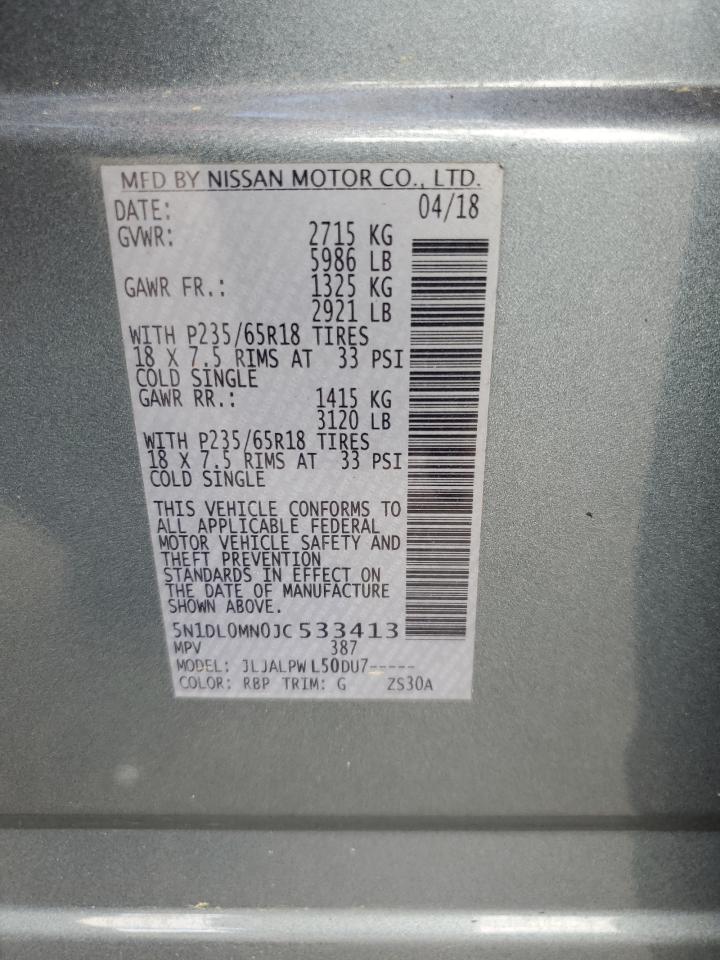 MFD BY NISSAN MOTOR CO., LTD.
DATE: 04/18
GVWR: 2715 KG
5986 LB
GAWR FR.: 1325 KG
2921 LB
WITH P235/65R18 TIRES
18 X 7.5 RIMS AT 33 PSI
COLD SINGLE
GAWR RR.: 1415 KG
3120 LB
WITH P235/65R18 TIRES
18 X 7.5 RIMS AT 33 PSI
COLD SINGLE
THIS VEHICLE CONFORMS TO
ALL APPLICABLE FEDERAL
MOTOR VEHICLE SAFETY AND
THEFT PREVENTION
STANDARDS IN EFFECT ON
THE DATE OF MANUFACTURE
SHOWN ABOVE.
5N1DL0MN0JC533413
MPV 387
MODEL: JLJALPWL50DU7-----
COLOR: RBP TRIM: G ZS30A